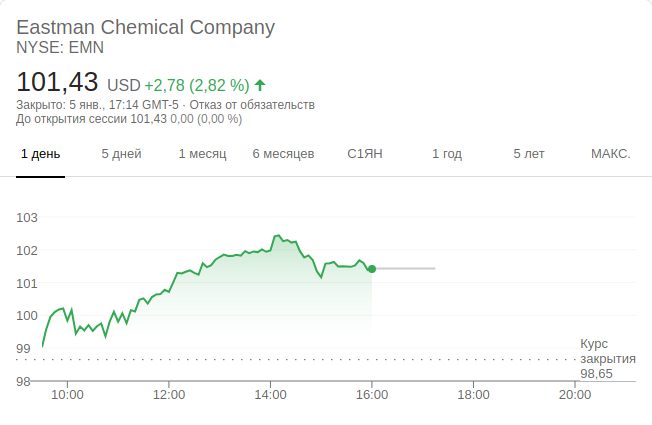 Eastman Chemical Company
NYSE: EMN
101,43 USD +2,78 (2,82 %)
Закрыто: 5 янв., 17:14 GMT-5 · Отказ от обязательств
До открытия сессии 101,43 0,00 (0,00 %)
1 день 5 дней 1 месяц 6 месяцев С1ЯН 1 год 5 лет МАКС.
103
102
101
100
99
98
Курс
закрытия
98,65
10:00 12:00 14:00 16:00 18:00 20:00